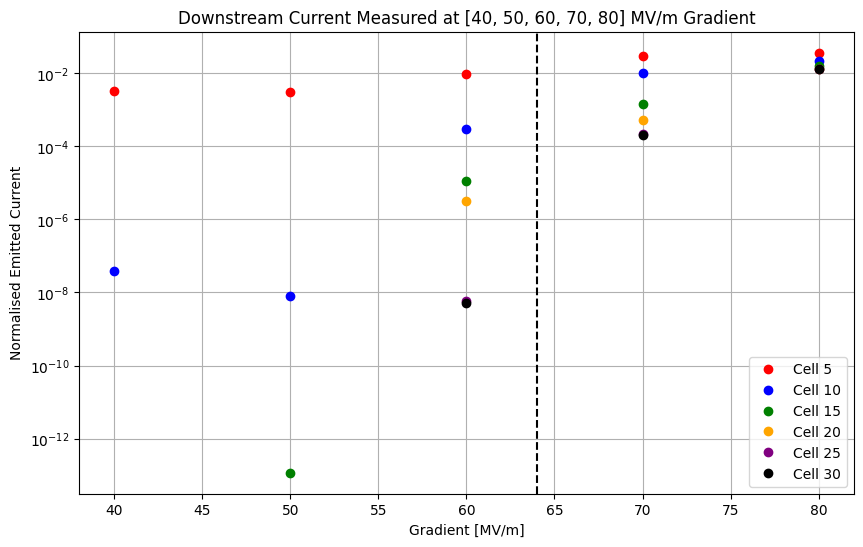 Downstream Current Measured at [40, 50, 60, 70, 80] MV/m Gradient
Normalised Emitted Current
10⁻²
10⁻⁴
10⁻⁶
10⁻⁸
10⁻¹⁰
10⁻¹²
Cell 5
Cell 10
Cell 15
Cell 20
Cell 25
Cell 30
40 45 50 55 60 65 70 75 80
Gradient [MV/m]